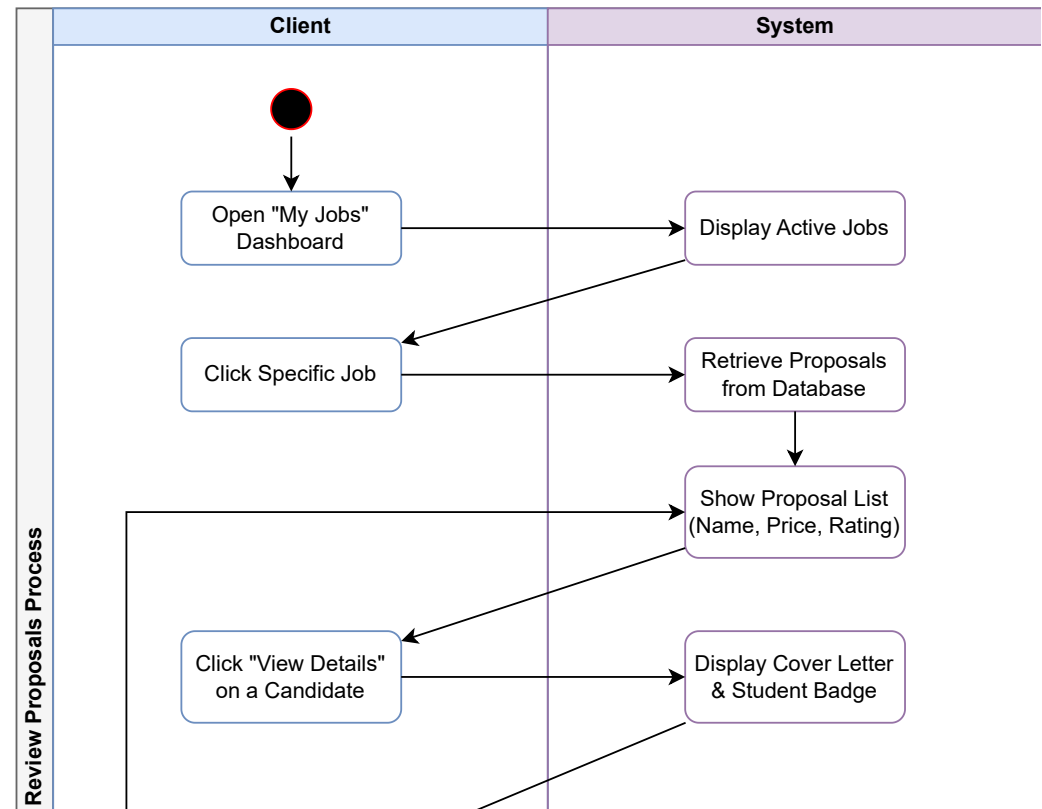 Client
System
Open "My Jobs"
Dashboard
Display Active Jobs
Click Specific Job
Retrieve Proposals
from Database
Show Proposal List
(Name, Price, Rating)
Click "View Details"
on a Candidate
Display Cover Letter
& Student Badge
Review Proposals Process